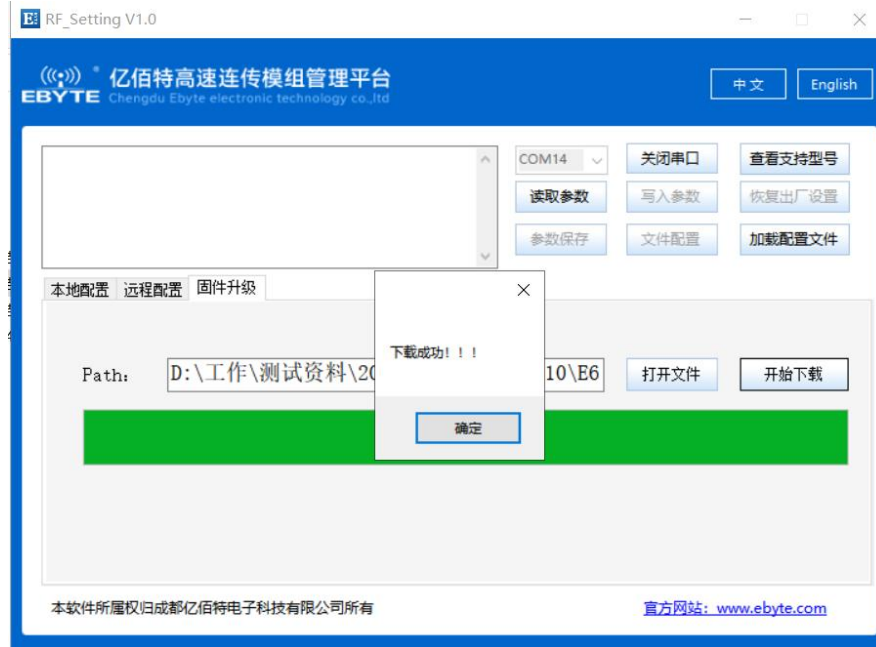 RF_Setting V1.0
EBYTE
亿佰特高速连传模组管理平台
Chengdu Ebyte electronic technology co.,ltd
中文
English
COM14
关闭串口
查看支持型号
读取参数
写入参数
恢复出厂设置
参数保存
文件配置
加载配置文件
本地配置
远程配置
固件升级
下载成功!!!
Path:
D:\工作\测试资料\20
10\E6
打开文件
开始下载
确定
本软件所属权归成都亿佰特电子科技有限公司所有
官方网站: www.ebyte.com